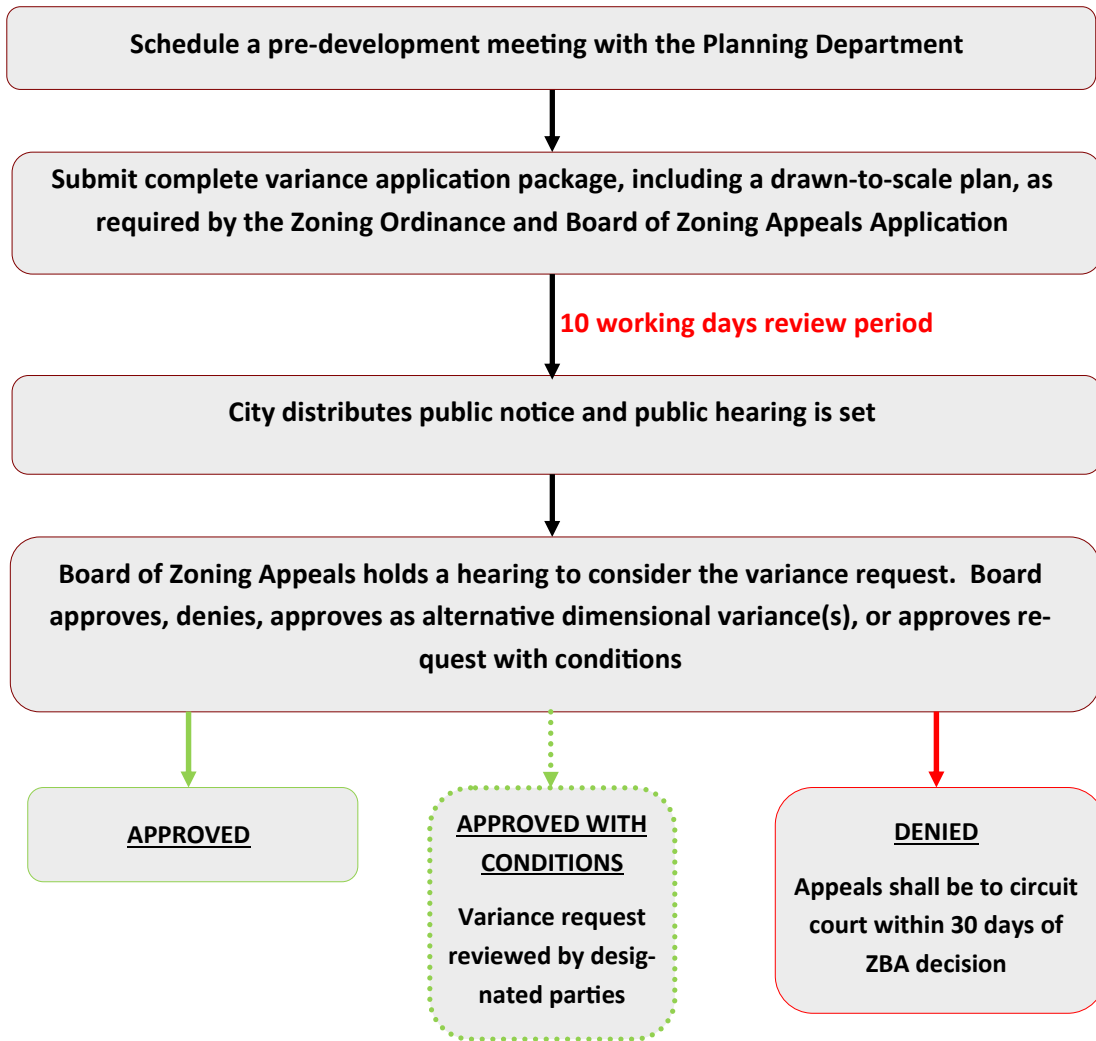 Schedule a pre-development meeting with the Planning Department
Submit complete variance application package, including a drawn-to-scale plan, as
required by the Zoning Ordinance and Board of Zoning Appeals Application
10 working days review period
City distributes public notice and public hearing is set
Board of Zoning Appeals holds a hearing to consider the variance request.  Board
approves, denies, approves as alternative dimensional variance(s), or approves re-
quest with conditions
APPROVED
APPROVED WITH
CONDITIONS
Variance request
reviewed by desig-
nated parties
DENIED
Appeals shall be to circuit
court within 30 days of
ZBA decision